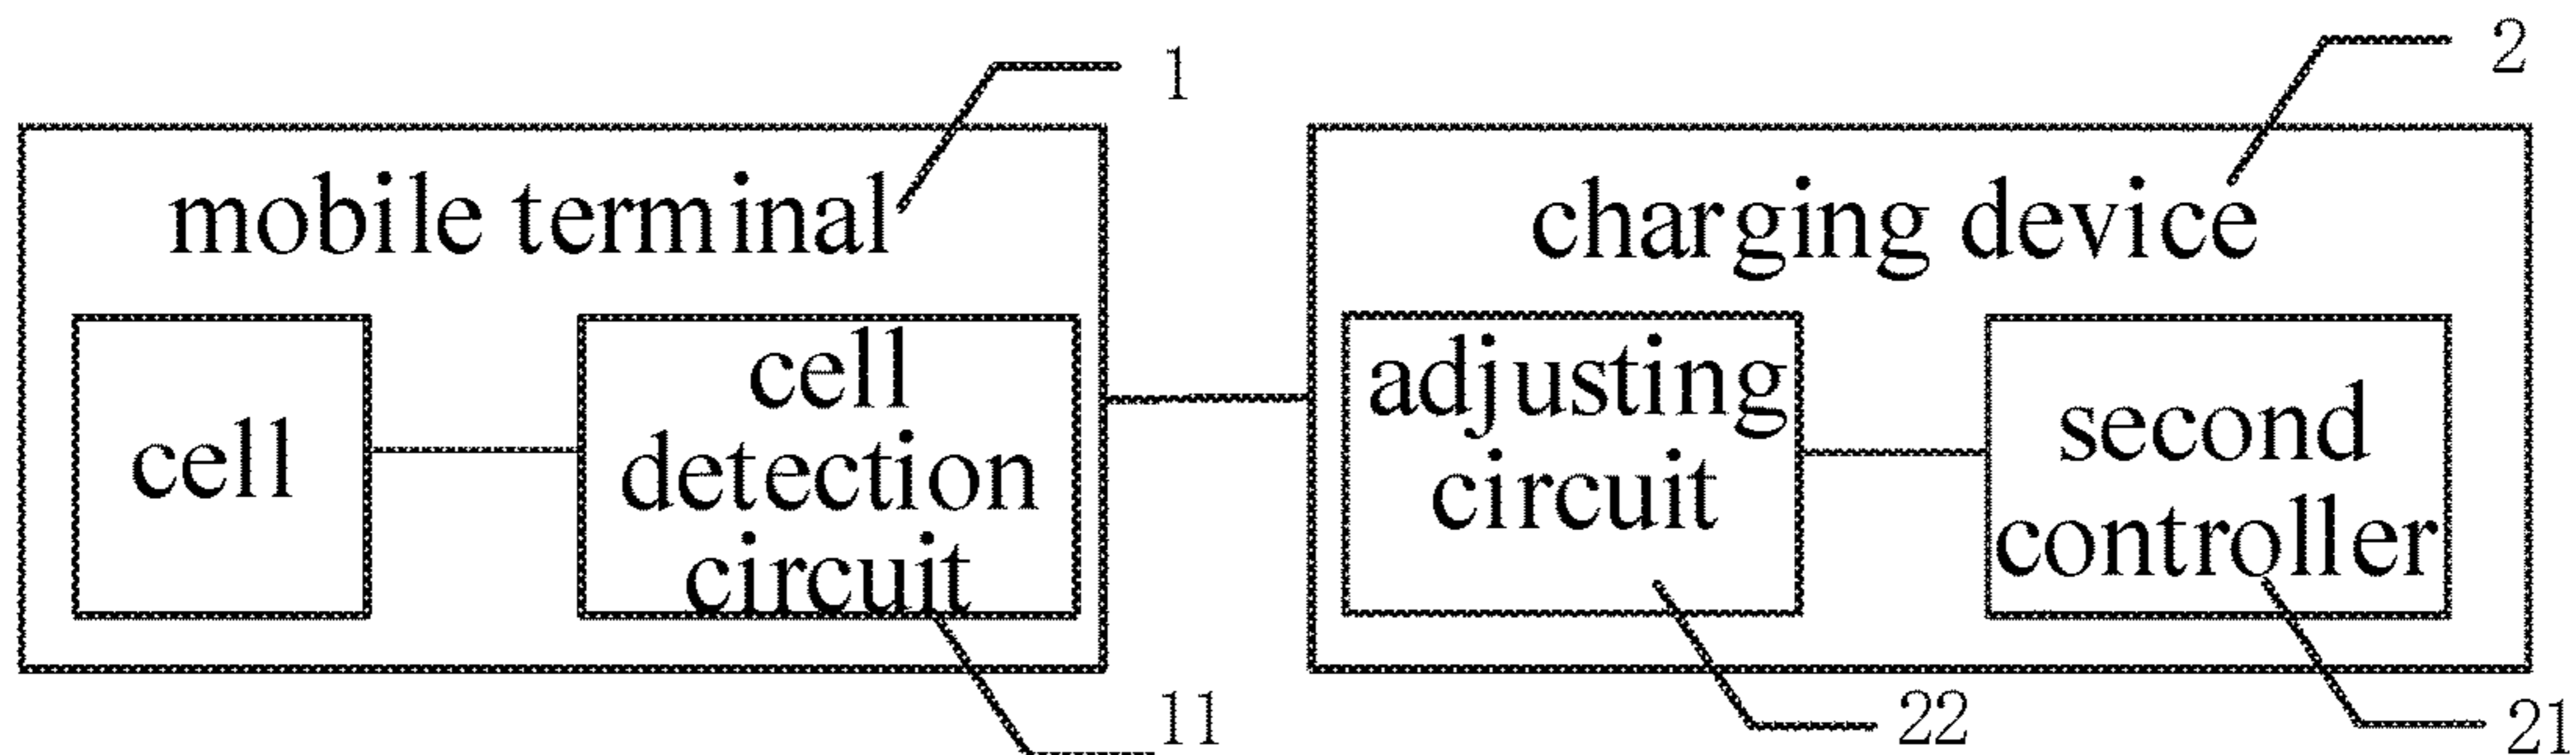 1
2
mobile terminal
charging device
cell
cell
detection
circuit
adjusting
circuit
second
controller
11
22
21